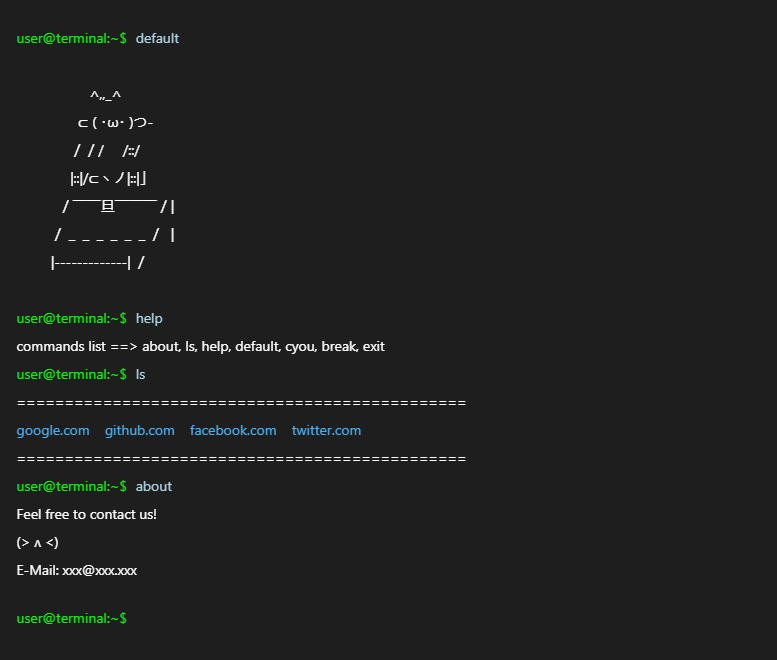 user@terminal:~$ default
^,,_^
⊂ ( ･ω･ )つ-
/ / / /::/
|::|/⊂ヽノ|::|」
/ ￣￣旦￣￣￣ / |
/ _ _ _ _ _ _ / |
|-------------| /
user@terminal:~$ help
commands list ==> about, ls, help, default, cyou, break, exit
user@terminal:~$ ls
===============================================
google.com github.com facebook.com twitter.com
===============================================
user@terminal:~$ about
Feel free to contact us!
(> ʌ <)
E-Mail: xxx@xxx.xxx
user@terminal:~$